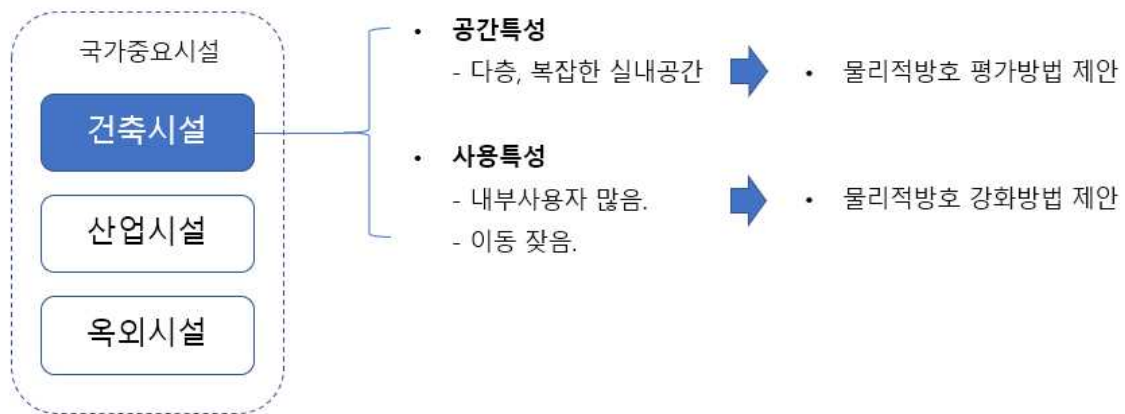 국가중요시설
건축시설
산업시설
옥외시설
• 공간특성
- 다층, 복잡한 실내공간
• 물리적방호 평가방법 제안
• 사용특성
- 내부사용자 많음.
- 이동 잦음.
• 물리적방호 강화방법 제안